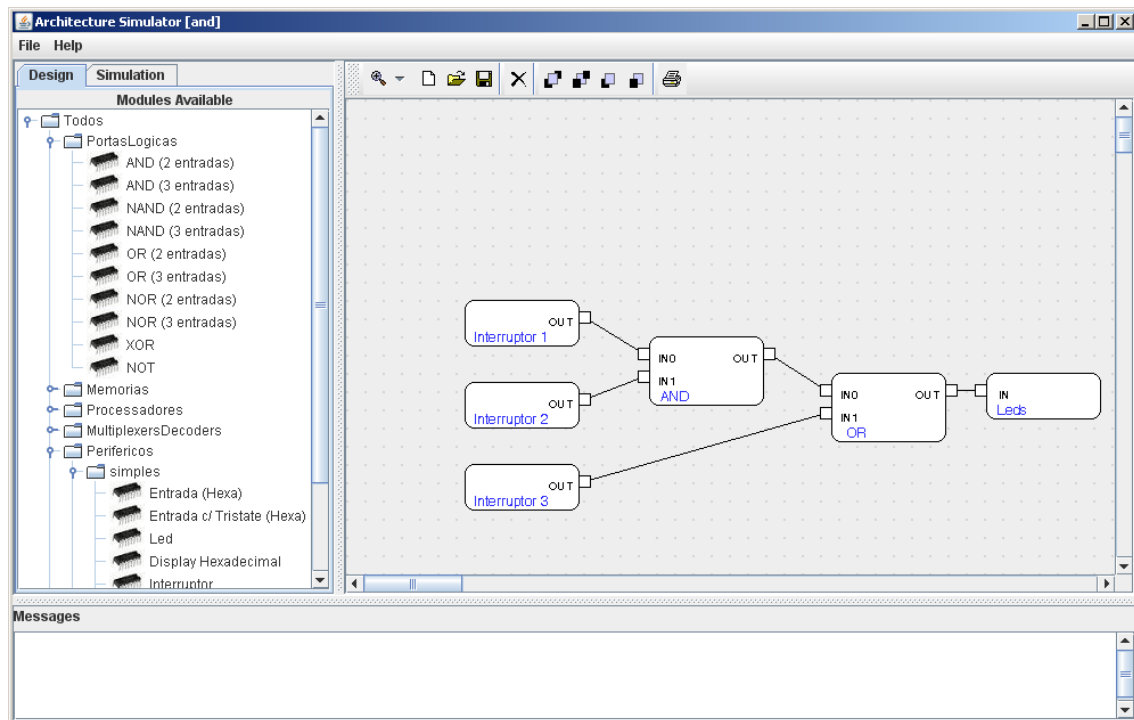 Architecture Simulator [and]
File Help
Design Simulation
Modules Available
Todos
PortasLogicas
AND (2 entradas)
AND (3 entradas)
NAND (2 entradas)
NAND (3 entradas)
OR (2 entradas)
OR (3 entradas)
NOR (2 entradas)
NOR (3 entradas)
XOR
NOT
Memorias
Processadores
MultiplexersDecoders
Perifericos
simples
Entrada (Hexa)
Entrada c/ Tristate (Hexa)
Led
Display Hexadecimal
Interruptor
OUT
Interruptor 1
OUT
Interruptor 2
OUT
Interruptor 3
IN0 OUT
IN1
AND
IN0 OUT
IN1
OR
IN
Leds
Messages